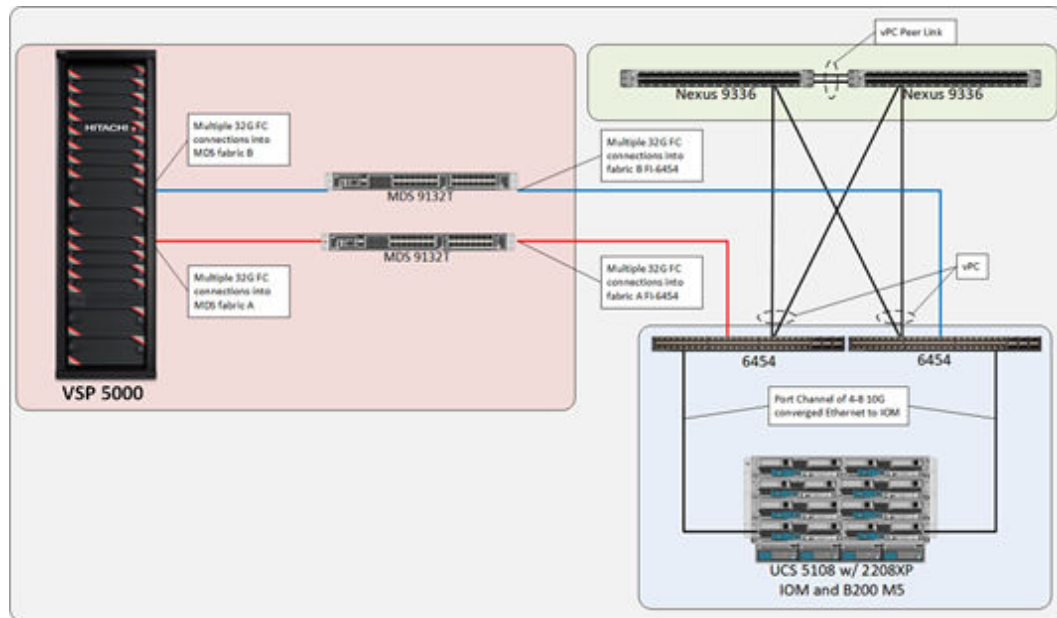 vPC Peer Link
Nexus 9336
Nexus 9336
HITACHI
Multiple 32G FC
connections into
MDS fabric B
Multiple 32G FC
connections into
fabric B FI-6454
MDS 9132T
MDS 9132T
Multiple 32G FC
connections into
MDS fabric A
Multiple 32G FC
connections into
fabric A FI-6454
vPC
VSP 5000
6454
6454
Port Channel of 4-8 10G
converged Ethernet to IOM
UCS 5108 w/ 2208XP
IOM and B200 M5